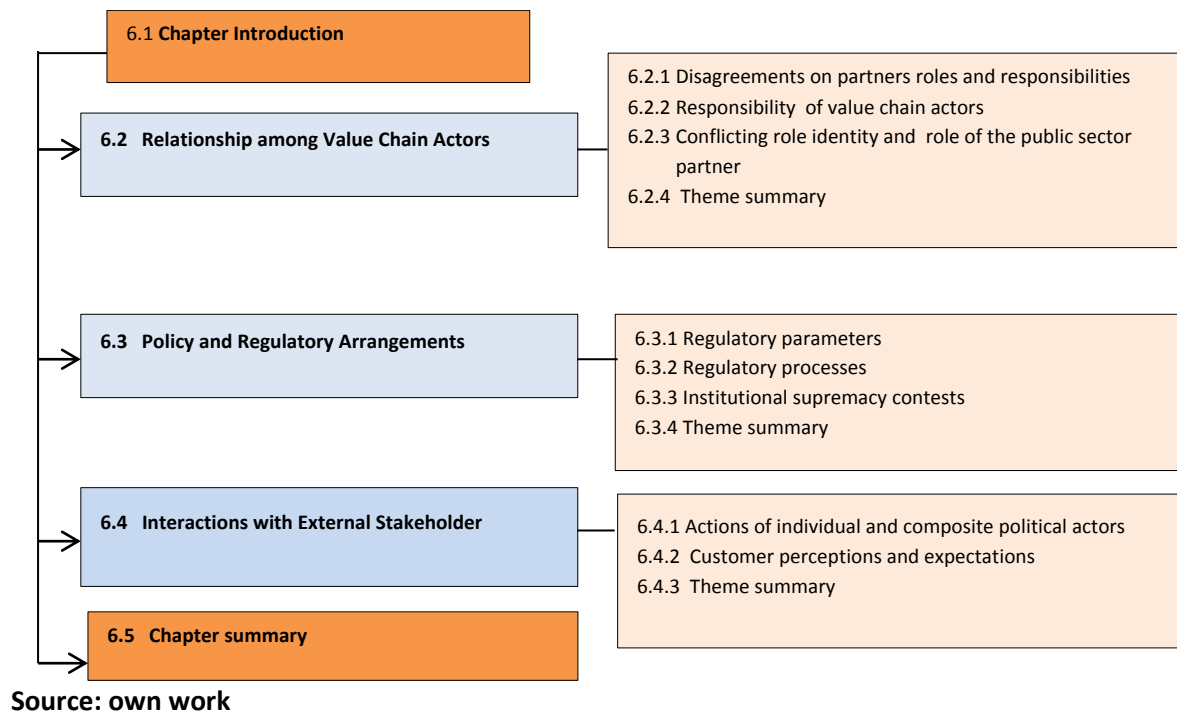 6.1 Chapter Introduction
6.2 Relationship among Value Chain Actors
6.2.1 Disagreements on partners roles and responsibilities
6.2.2 Responsibility of value chain actors
6.2.3 Conflicting role identity and role of the public sector
partner
6.2.4 Theme summary
6.3 Policy and Regulatory Arrangements
6.3.1 Regulatory parameters
6.3.2 Regulatory processes
6.3.3 Institutional supremacy contests
6.3.4 Theme summary
6.4 Interactions with External Stakeholder
6.4.1 Actions of individual and composite political actors
6.4.2 Customer perceptions and expectations
6.4.3 Theme summary
6.5 Chapter summary
Source: own work